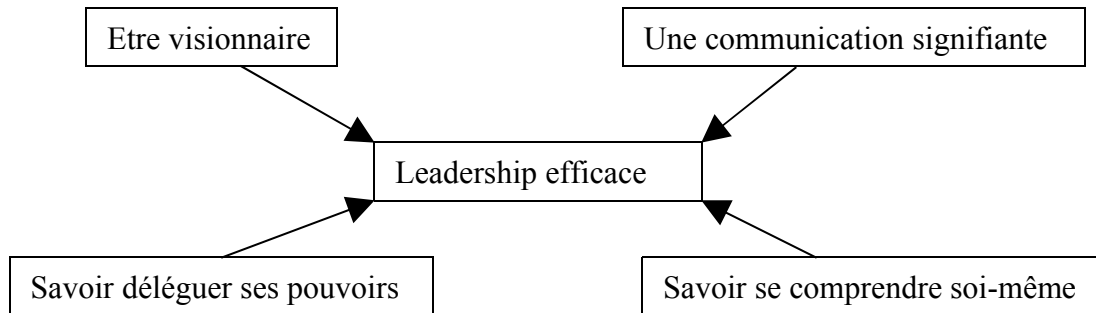 Etre visionnaire
Une communication signifiante
Leadership efficace
Savoir déléguer ses pouvoirs
Savoir se comprendre soi-même